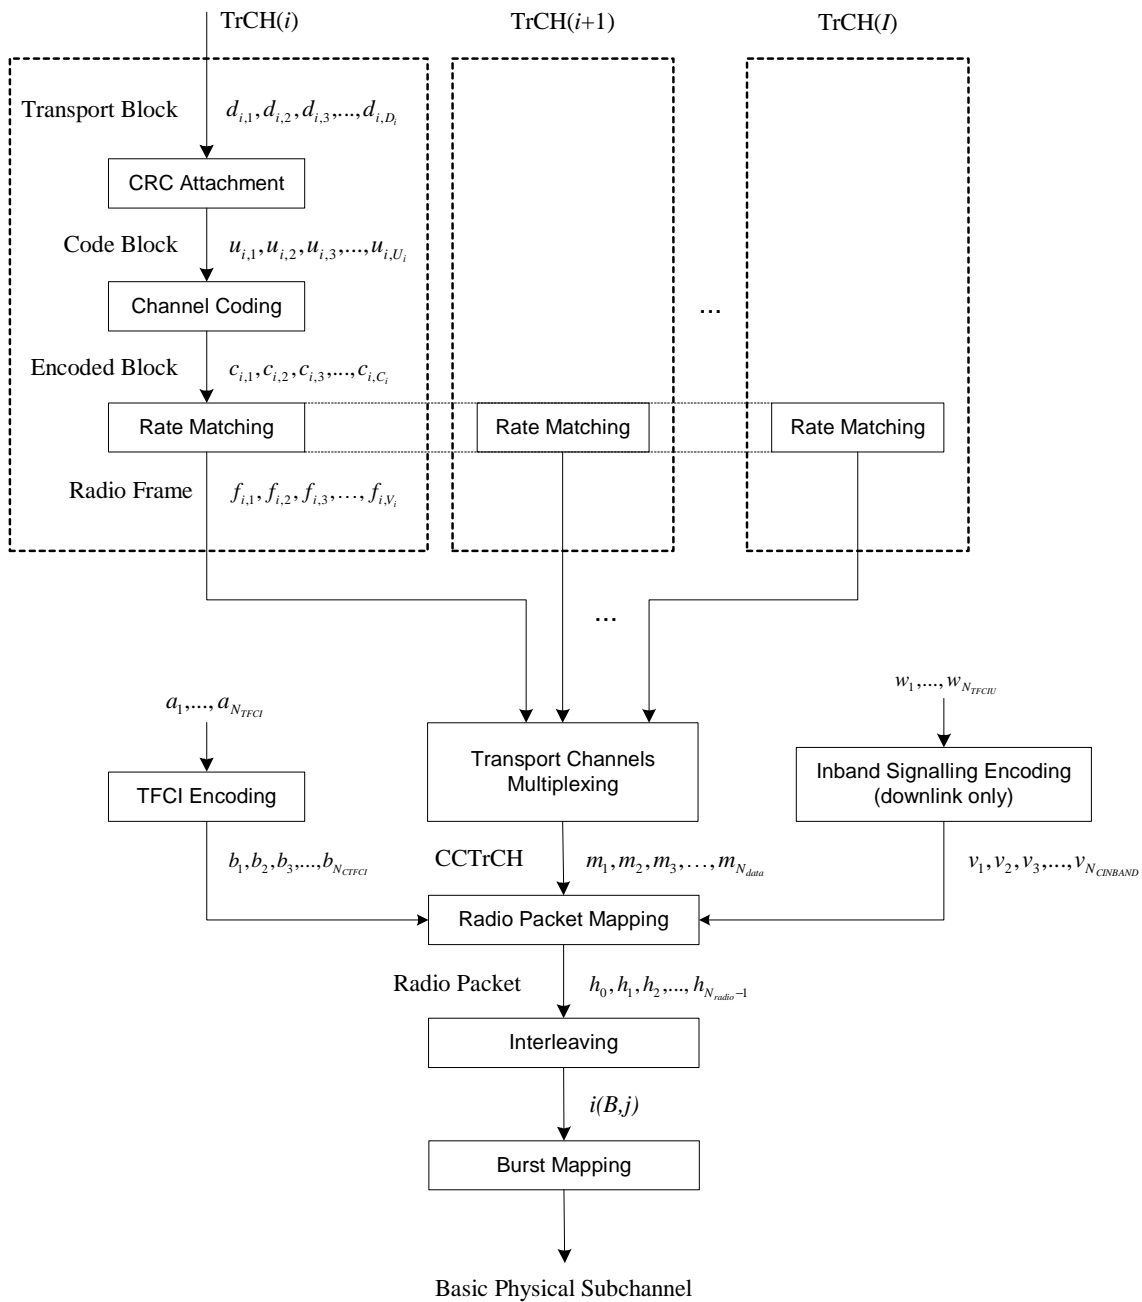 TrCH(i) TrCH(i+1) TrCH(I)
Transport Block d_{i,1}, d_{i,2}, d_{i,3},..., d_{i,D_i}
CRC Attachment
Code Block u_{i,1}, u_{i,2}, u_{i,3},..., u_{i,U_i}
Channel Coding
...
Encoded Block c_{i,1}, c_{i,2}, c_{i,3},..., c_{i,C_i}
Rate Matching Rate Matching Rate Matching
Radio Frame f_{i,1}, f_{i,2}, f_{i,3},..., f_{i,V_i}
...
a_1,..., a_{N_{TFCI}}
w_1,..., w_{N_{TFCIU}}
TFCI Encoding
Transport Channels
Multiplexing
Inband Signalling Encoding
(downlink only)
b_1, b_2, b_3,..., b_{N_{CTFCI}}
CCTrCH m_1, m_2, m_3,..., m_{N_{data}}
v_1, v_2, v_3,..., v_{N_{CINBAND}}
Radio Packet Mapping
Radio Packet h_0, h_1, h_2,..., h_{N_{radio}-1}
Interleaving
i(B,j)
Burst Mapping
Basic Physical Subchannel